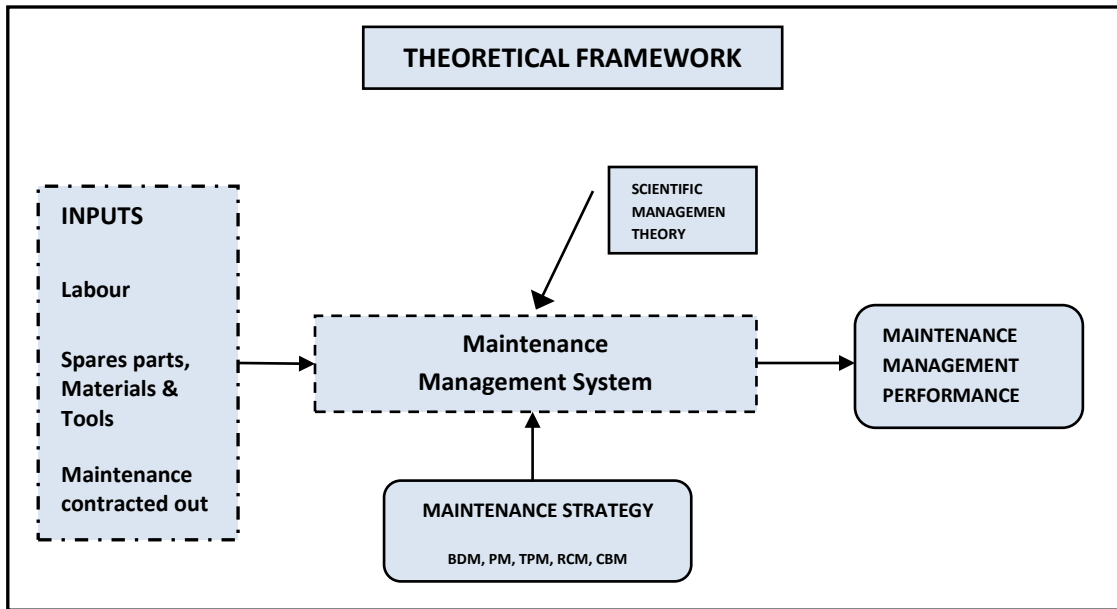 THEORETICAL FRAMEWORK
SCIENTIFIC
MANAGEMEN
THEORY
INPUTS
Labour
Spares parts,
Materials &
Tools
Maintenance
contracted out
Maintenance
Management System
MAINTENANCE
MANAGEMENT
PERFORMANCE
MAINTENANCE STRATEGY
BDM, PM, TPM, RCM, CBM